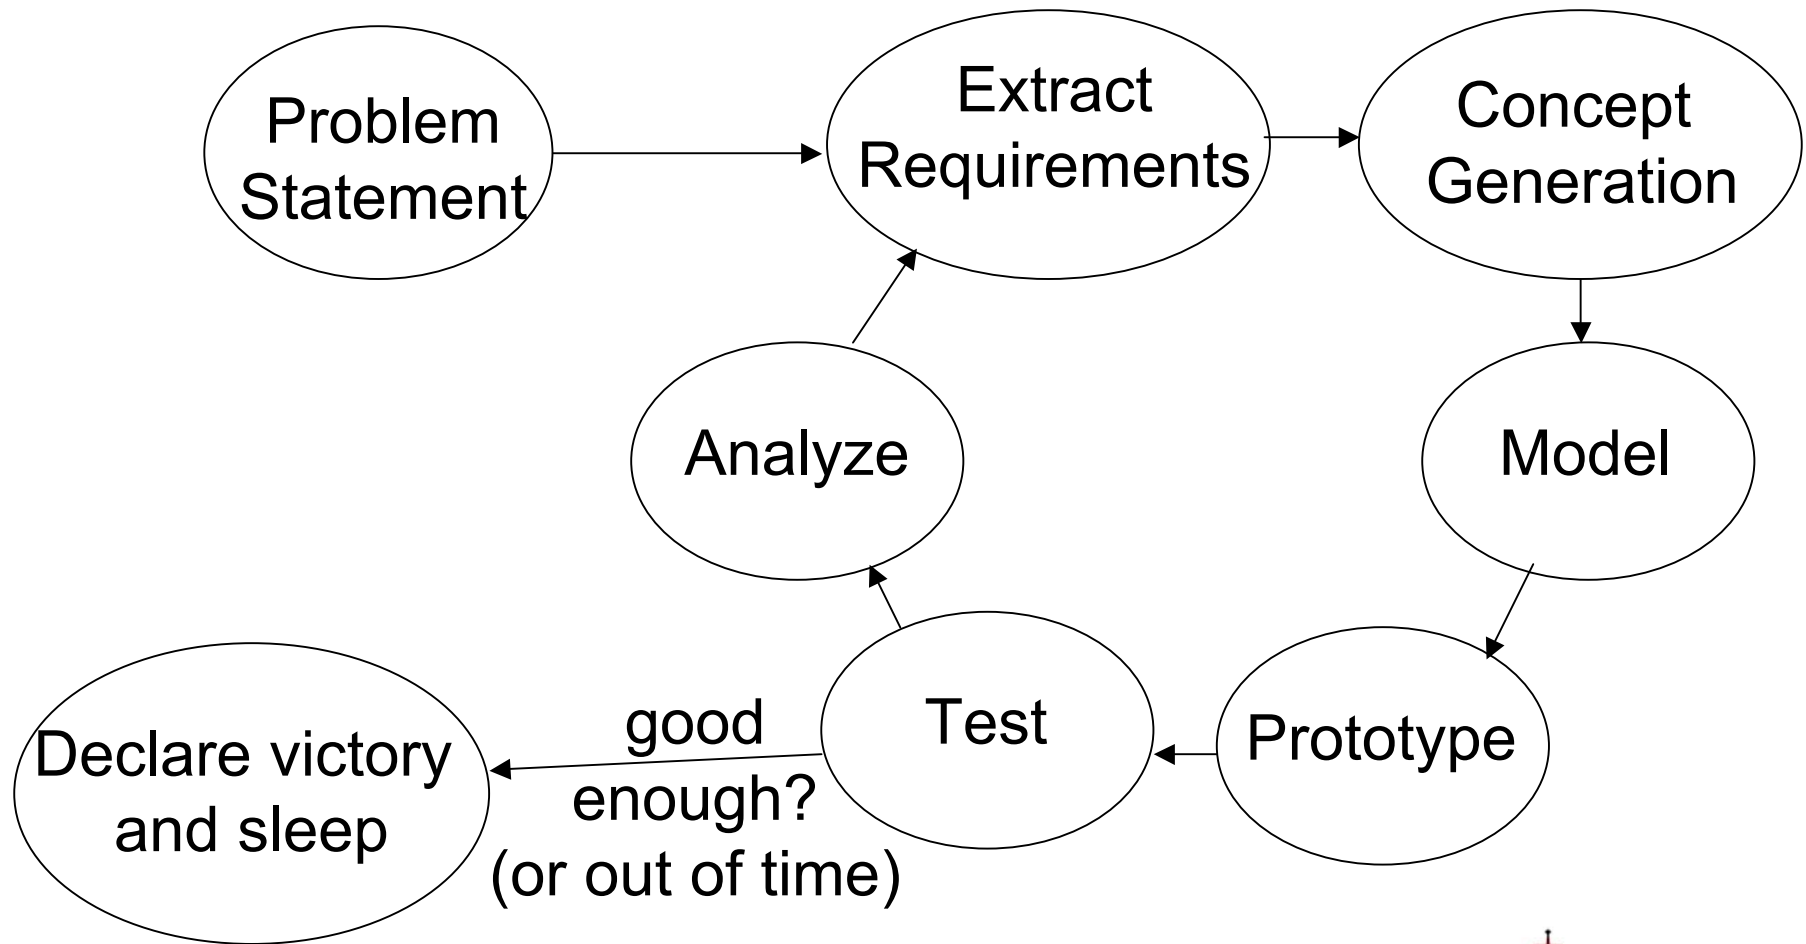 Problem
Statement
Extract
Requirements
Concept
Generation
Analyze
Model
Declare victory
and sleep
good
enough?
(or out of time)
Test
Prototype